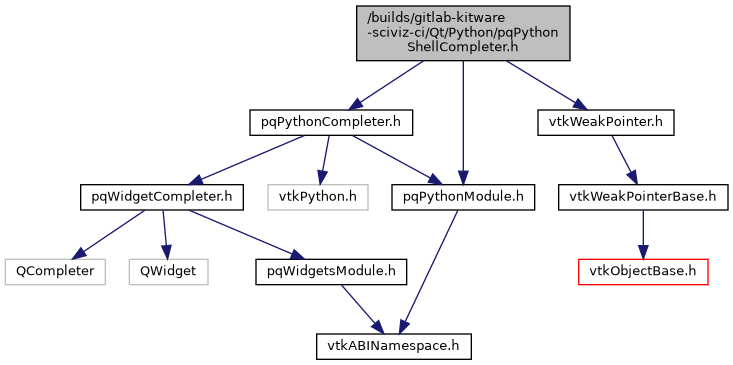 /builds/gitlab-kitware
-sciviz-ci/Qt/Python/pqPython
ShellCompleter.h
pqPythonCompleter.h
vtkWeakPointer.h
pqWidgetCompleter.h
vtkPython.h
pqPythonModule.h
vtkWeakPointerBase.h
QCompleter
QWidget
pqWidgetsModule.h
vtkObjectBase.h
vtkABINamespace.h